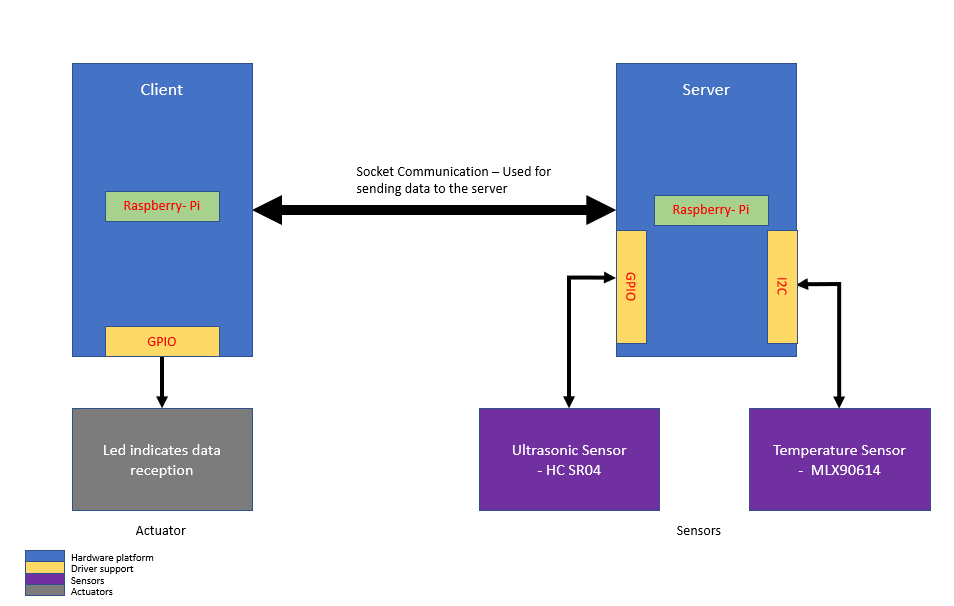 Client
Server
Socket Communication – Used for
sending data to the server
Raspberry- Pi
Raspberry- Pi
GPIO
I2C
GPIO
Led indicates data
reception
Ultrasonic Sensor
- HC SR04
Temperature Sensor
- MLX90614
Actuator
Sensors
Hardware platform
Driver support
Sensors
Actuators